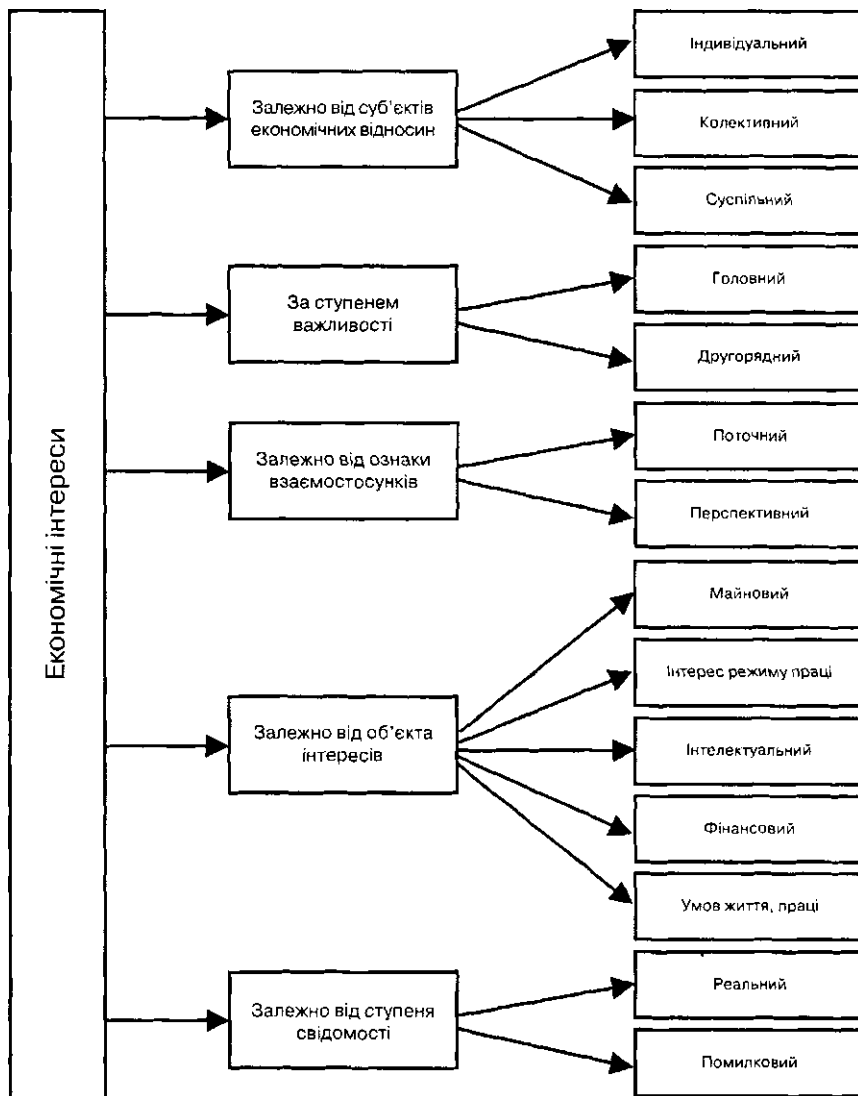 Економічні інтереси
Залежно від суб’єктів
економічних відносин
Індивідуальний
Колективний
Суспільний
За ступенем
важливості
Головний
Другорядний
Залежно від ознаки
взаємостосунків
Поточний
Перспективний
Залежно від об’єкта
інтересів
Майновий
Інтерес режиму праці
Інтелектуальний
Фінансовий
Умов життя, праці
Залежно від ступеня
свідомості
Реальний
Помилковий